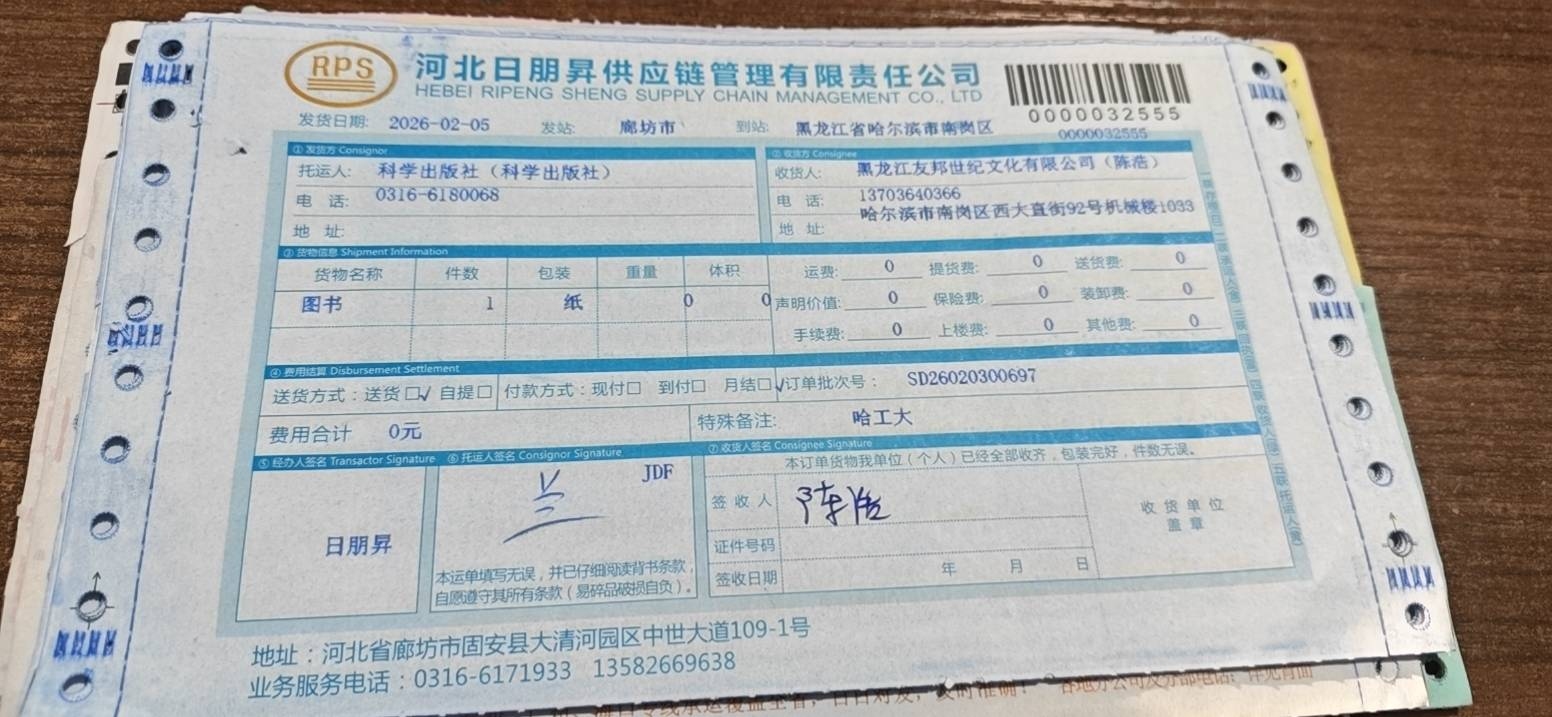 RPS
河北日朋昇供应链管理有限责任公司
HEBEI RIPENG SHENG SUPPLY CHAIN MANAGEMENT CO., LTD
0000032555
0000032555
发货日期: 2026-02-05 发站: 廊坊市 到站: 黑龙江省哈尔滨市南岗区
① 发货方 Consignor
② 收货方 Consignee
托运人: 科学出版社（科学出版社）
收货人: 黑龙江友邦世纪文化有限公司（陈浩）
电 话: 0316-6180068
电 话: 13703640366
地 址:
地 址: 哈尔滨市南岗区西大直街92号机械楼1033
③ 货物信息 Shipment Information
货物名称 件数 包装 重量 体积
图书 1 纸 0 0
运费: 0 提货费: 0 送货费: 0
声明价值: 0 保险费: 0 装卸费: 0
手续费: 0 上楼费: 0 其他费: 0
④ 费用结算 Disbursement Settlement
送货方式：送货☐√ 自提☐ 付款方式：现付☐ 到付☐ 月结☐√ 订单批次号： SD26020300697
费用合计 0元 特殊备注: 哈工大
⑤ 经办人签名 Transactor Signature
日朋昇
⑥ 托运人签名 Consignor Signature
JDF
兰
本运单填写无误，并已仔细阅读背书条款，
自愿遵守其所有条款（易碎品破损自负）。
⑦ 收货人签名 Consignee Signature
本订单货物我单位（个人）已经全部收齐，包装完好，件数无误。
签 收 人 陈浩
证件号码
签收日期 年 月 日
收 货 单 位
盖 章
地址：河北省廊坊市固安县大清河园区中世大道109-1号
业务服务电话：0316-6171933 13582669638